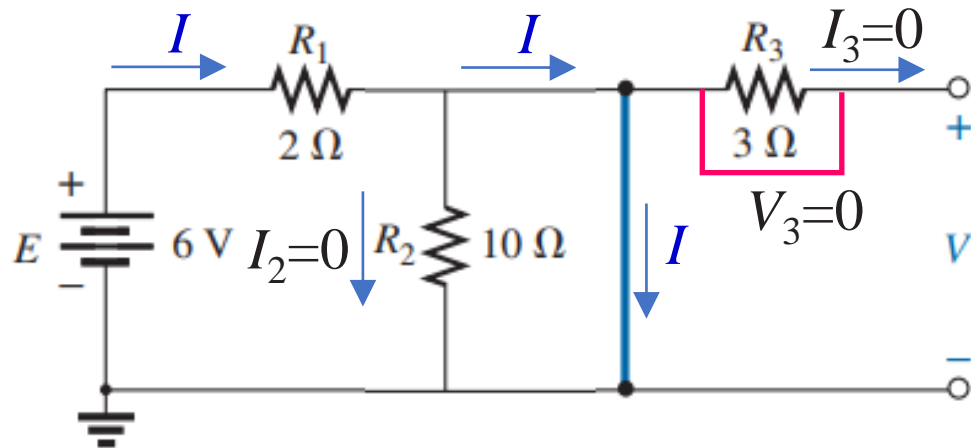 I R₁ I R₃ I₃=0
2 Ω 3 Ω +
+ V₃=0
E 6 V I₂=0 R₂ 10 Ω I V
− −